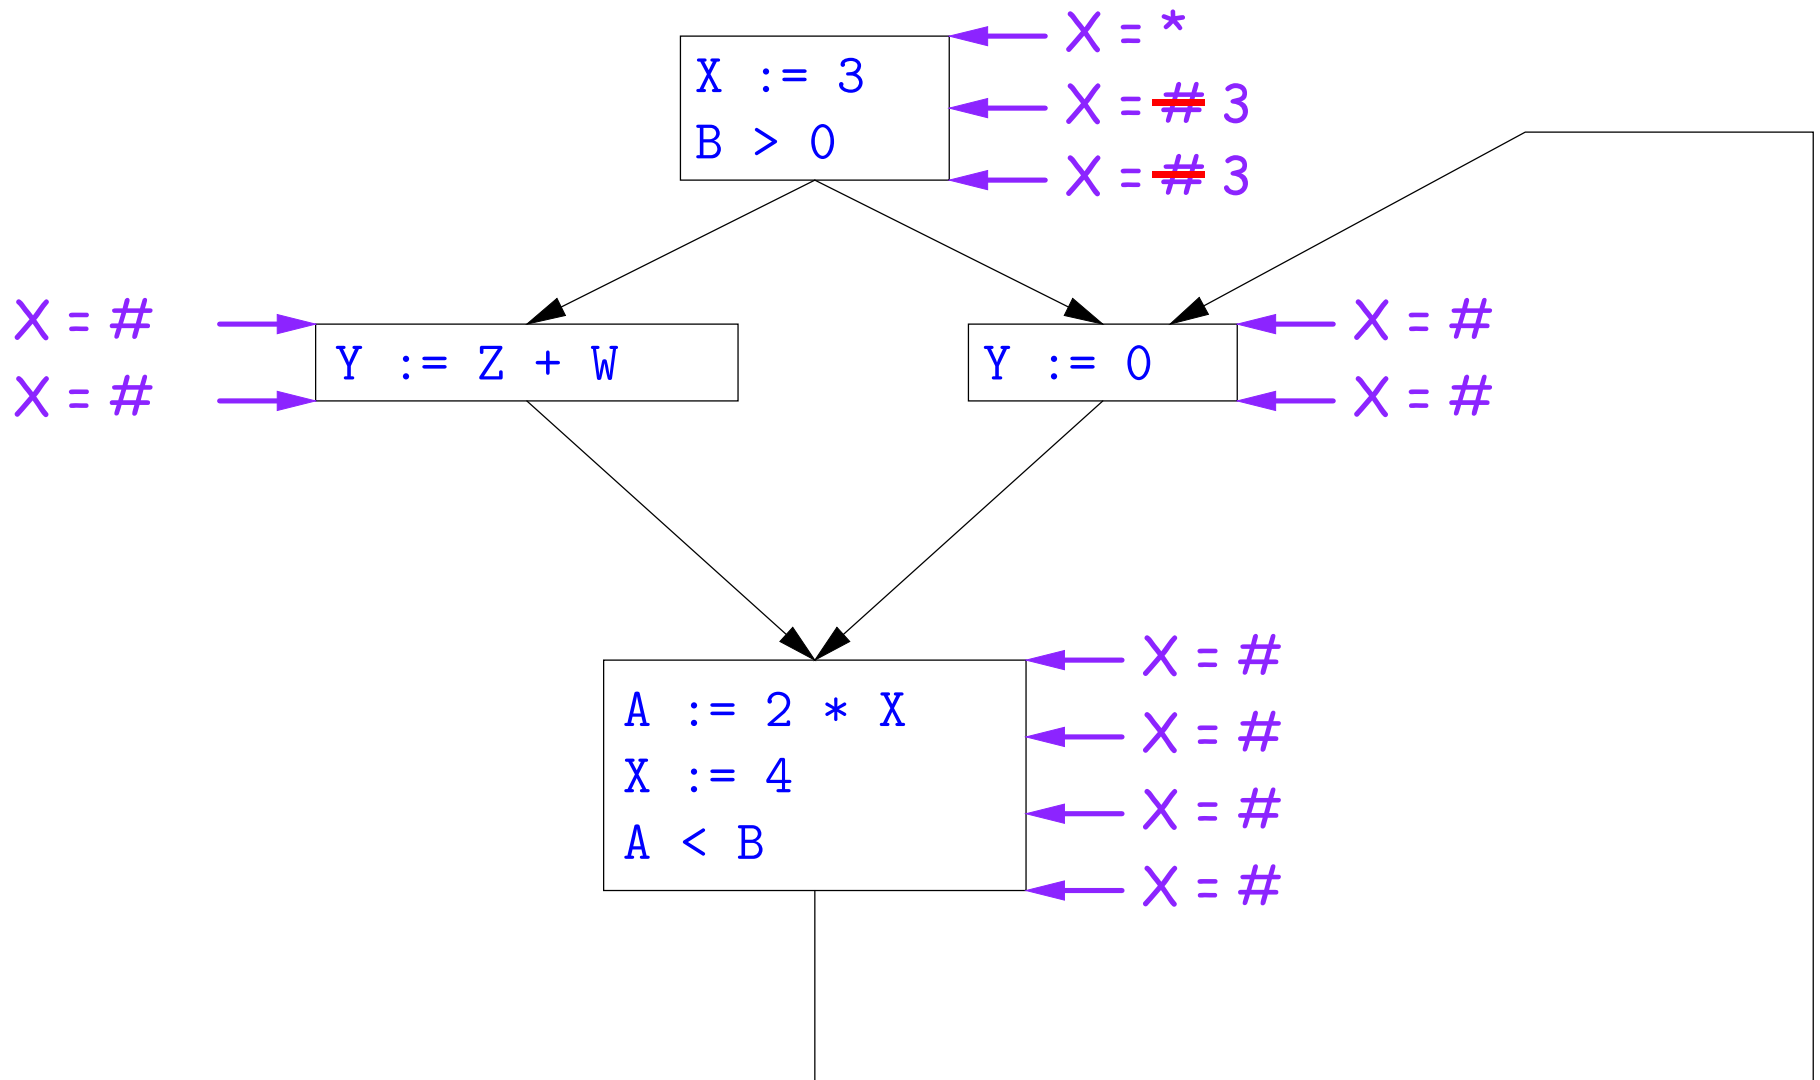 X = *
X := 3
X = # 3
B > 0
X = # 3
X = #
Y := Z + W
X = #
X = #
Y := 0
X = #
X = #
A := 2 * X
X = #
X := 4
X = #
A < B
X = #